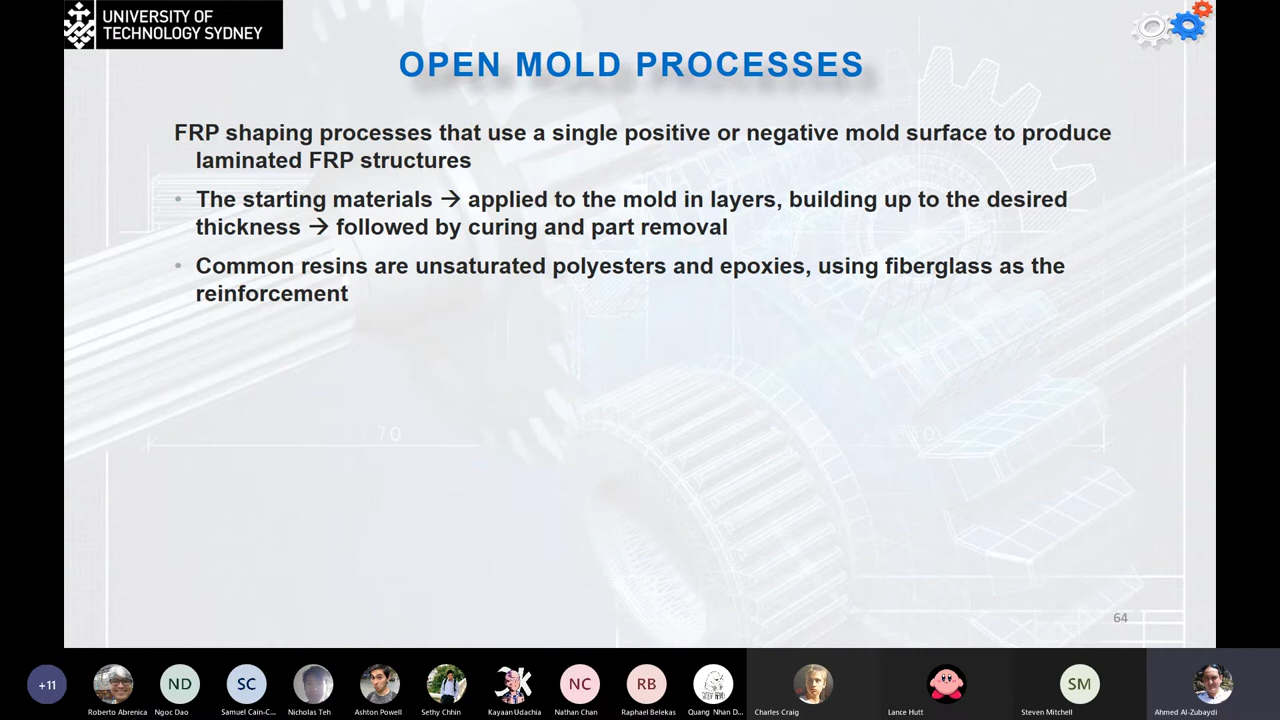 UNIVERSITY OF
TECHNOLOGY SYDNEY
OPEN MOLD PROCESSES
FRP shaping processes that use a single positive or negative mold surface to produce
laminated FRP structures
• The starting materials → applied to the mold in layers, building up to the desired
thickness → followed by curing and part removal
• Common resins are unsaturated polyesters and epoxies, using fiberglass as the
reinforcement
70
64
+11
ND
SC
NC
RB
SM
Roberto Abrenica
Ngoc Dao
Samuel Cain-C...
Nicholas Teh
Ashton Powell
Sethy Chhin
Kayaan Udachia
Nathan Chan
Raphael Belekas
Quang Nhan D...
Charles Craig
Lance Hutt
Steven Mitchell
Ahmed Al-Zubaydi